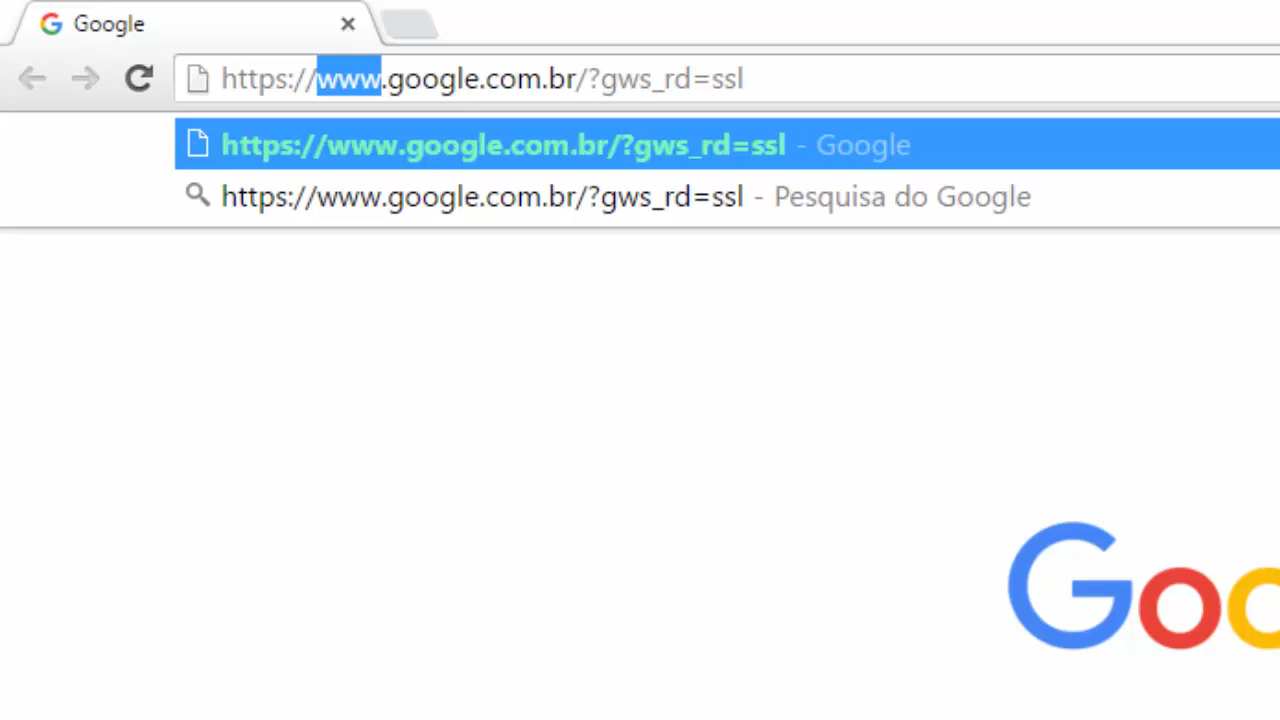 Google
https://www.google.com.br/?gws_rd=ssl
https://www.google.com.br/?gws_rd=ssl - Google
https://www.google.com.br/?gws_rd=ssl - Pesquisa do Google
Goo